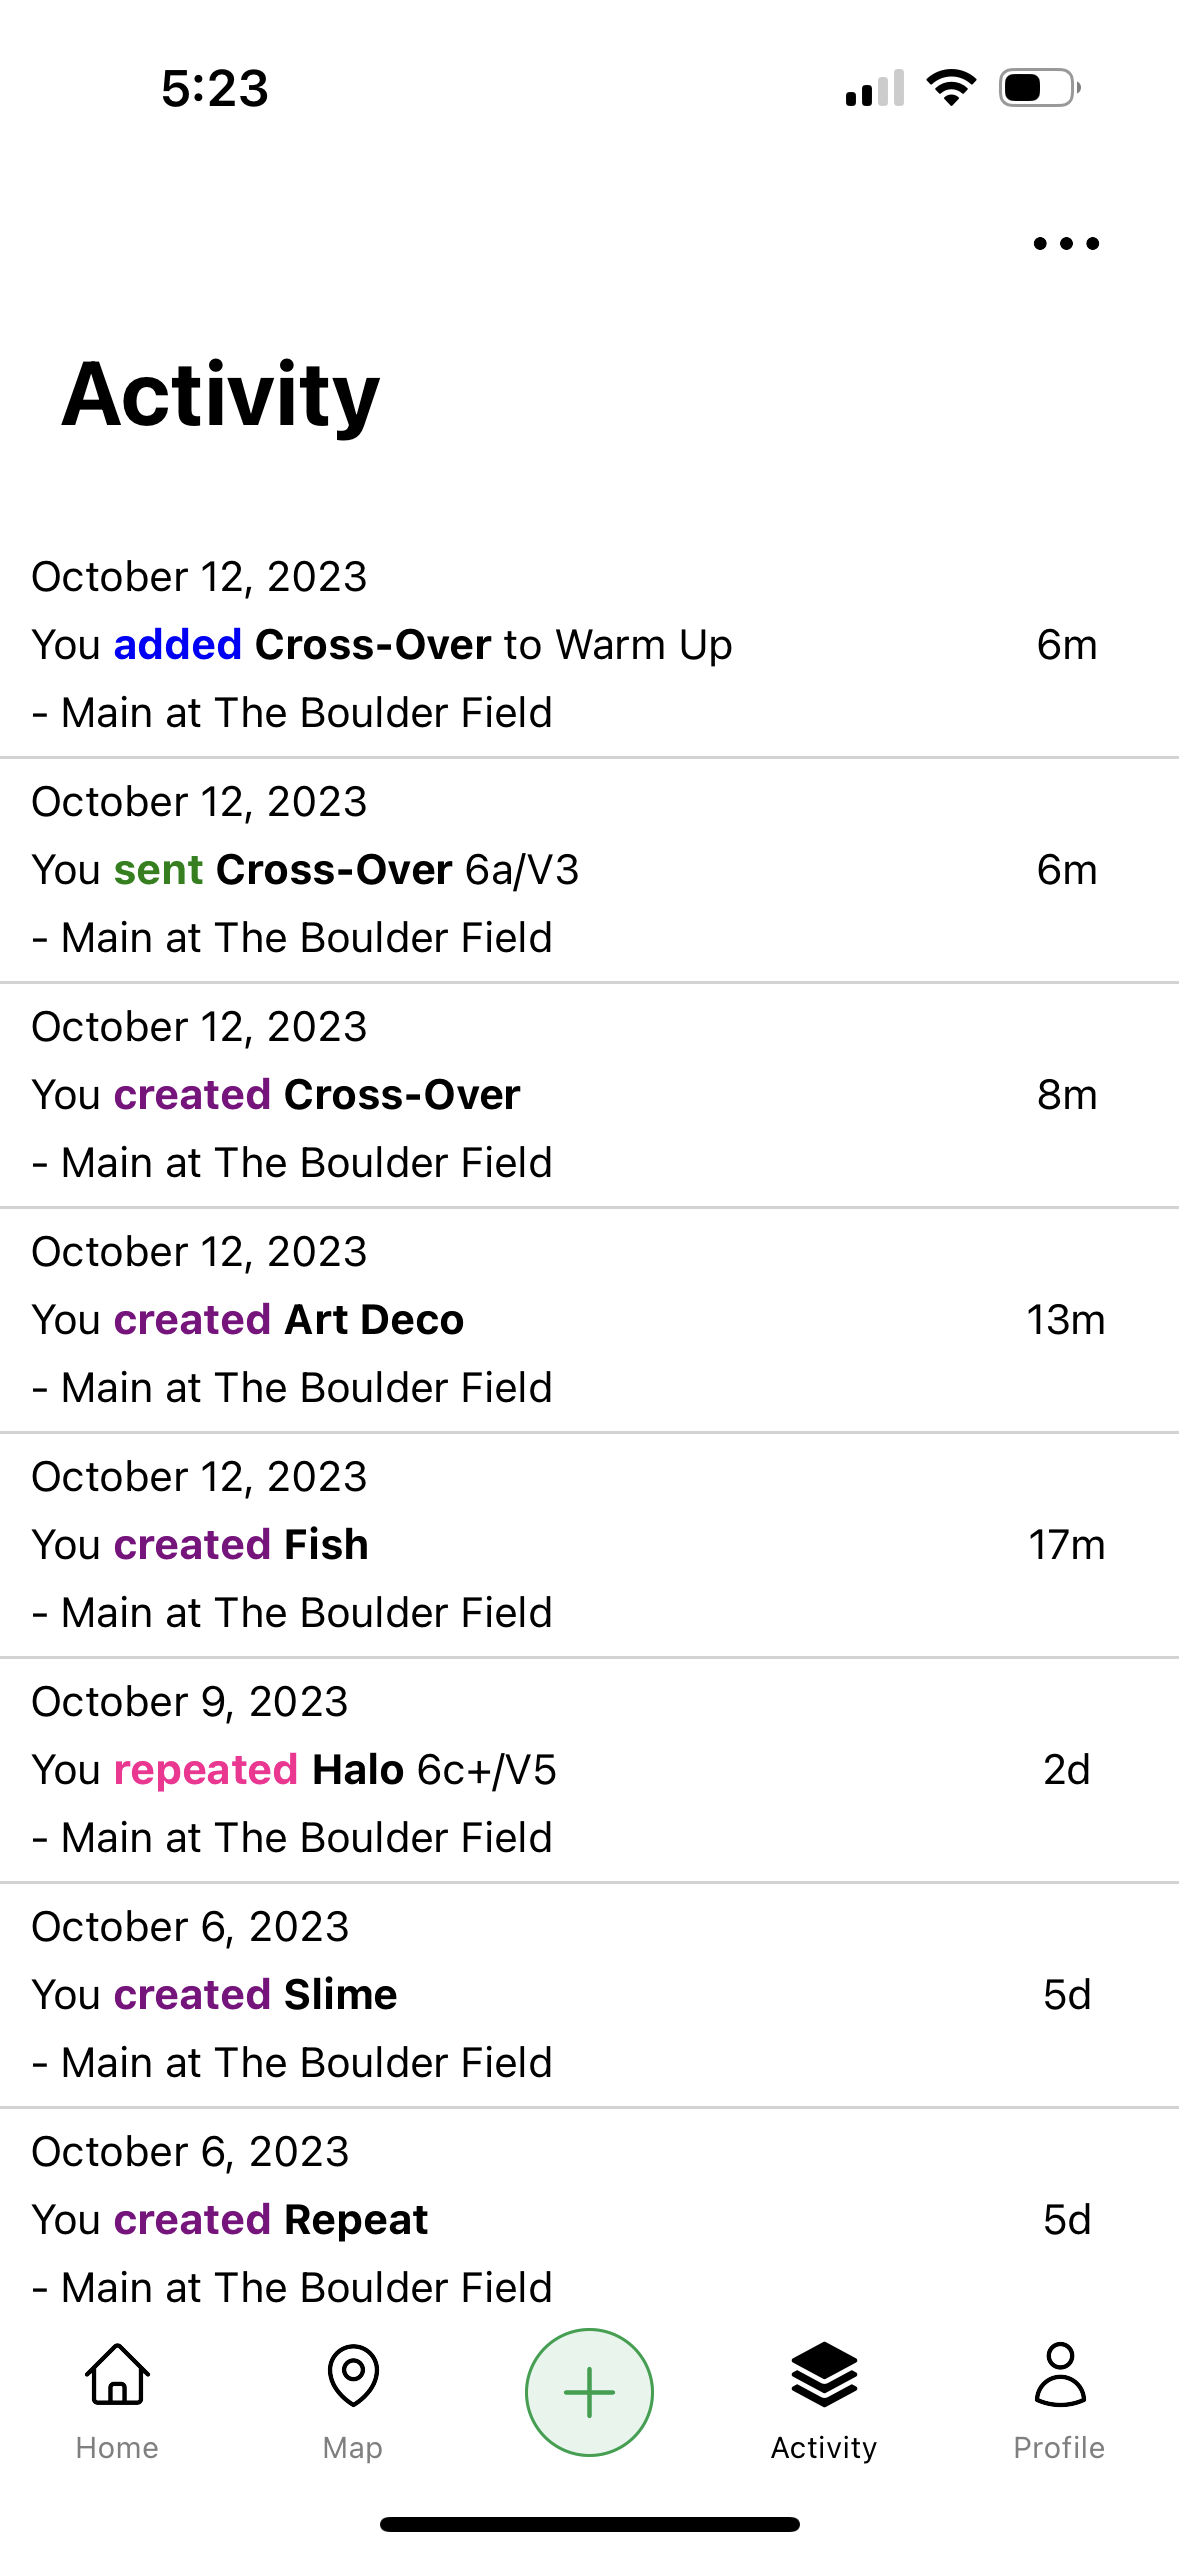 5:23
Activity
October 12, 2023
You added Cross-Over to Warm Up 6m
- Main at The Boulder Field
October 12, 2023
You sent Cross-Over 6a/V3 6m
- Main at The Boulder Field
October 12, 2023
You created Cross-Over 8m
- Main at The Boulder Field
October 12, 2023
You created Art Deco 13m
- Main at The Boulder Field
October 12, 2023
You created Fish 17m
- Main at The Boulder Field
October 9, 2023
You repeated Halo 6c+/V5 2d
- Main at The Boulder Field
October 6, 2023
You created Slime 5d
- Main at The Boulder Field
October 6, 2023
You created Repeat 5d
- Main at The Boulder Field
Home Map Activity Profile